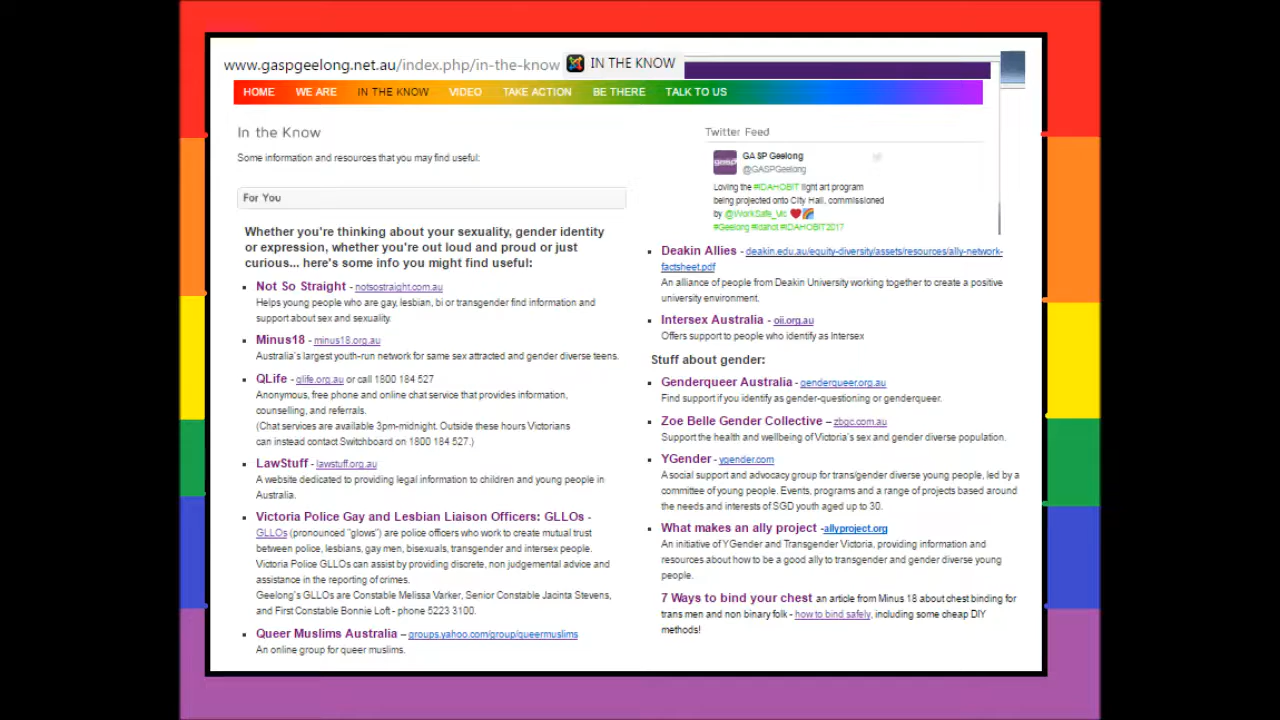 www.gaspgeelong.net.au/index.php/in-the-know IN THE KNOW
HOME WE ARE IN THE KNOW VIDEO TAKE ACTION BE THERE TALK TO US
In the Know
Some information and resources that you may find useful:
For You
Whether you're thinking about your sexuality, gender identity
or expression, whether you're out loud and proud or just
curious... here's some info you might find useful:
Not So Straight - notsostraight.com.au
Helps young people who are gay, lesbian, bi or transgender find information and
support about sex and sexuality.
Minus18 - minus18.org.au
Australia's largest youth-run network for same sex attracted and gender diverse teens.
QLife - qlife.org.au or call 1800 184 527
Anonymous, free phone and online chat service that provides information,
counselling, and referrals.
(Chat services are available 3pm-midnight. Outside these hours Victorians
can instead contact Switchboard on 1800 184 527.)
LawStuff - lawstuff.org.au
A website dedicated to providing legal information to children and young people in
Australia.
Victoria Police Gay and Lesbian Liaison Officers: GLLOs -
GLLOs (pronounced "glows") are police officers who work to create mutual trust
between police, lesbians, gay men, bisexuals, transgender and intersex people.
Victoria Police GLLOs can assist by providing discrete, non judgemental advice and
assistance in the reporting of crimes.
Geelong's GLLOs are Constable Melissa Varker, Senior Constable Jacinta Stevens,
and First Constable Bonnie Loft - phone 5223 3100.
Queer Muslims Australia – groups.yahoo.com/group/queermuslims
An online group for queer muslims.
Twitter Feed
gasp!
GASP Geelong
@GASPGeelong
Loving the #IDAHOBIT light art program
being projected onto City Hall, commissioned
by @WorkSafe_Vic ❤️🌈
#Geelong #Idahot #IDAHOBIT2017
Deakin Allies - deakin.edu.au/equity-diversity/assets/resources/ally-network-
factsheet.pdf
An alliance of people from Deakin University working together to create a positive
university environment.
Intersex Australia - oii.org.au
Offers support to people who identify as Intersex
Stuff about gender:
Genderqueer Australia - genderqueer.org.au
Find support if you identify as gender-questioning or genderqueer.
Zoe Belle Gender Collective – zbgc.com.au
Support the health and wellbeing of Victoria's sex and gender diverse population.
YGender - ygender.com
A social support and advocacy group for trans/gender diverse young people, led by a
committee of young people. Events, programs and a range of projects based around
the needs and interests of SGD youth aged up to 30.
What makes an ally project -allyproject.org
An initiative of YGender and Transgender Victoria, providing information and
resources about how to be a good ally to transgender and gender diverse young
people.
7 Ways to bind your chest an article from Minus 18 about chest binding for
trans men and non binary folk - how to bind safely, including some cheap DIY
methods!